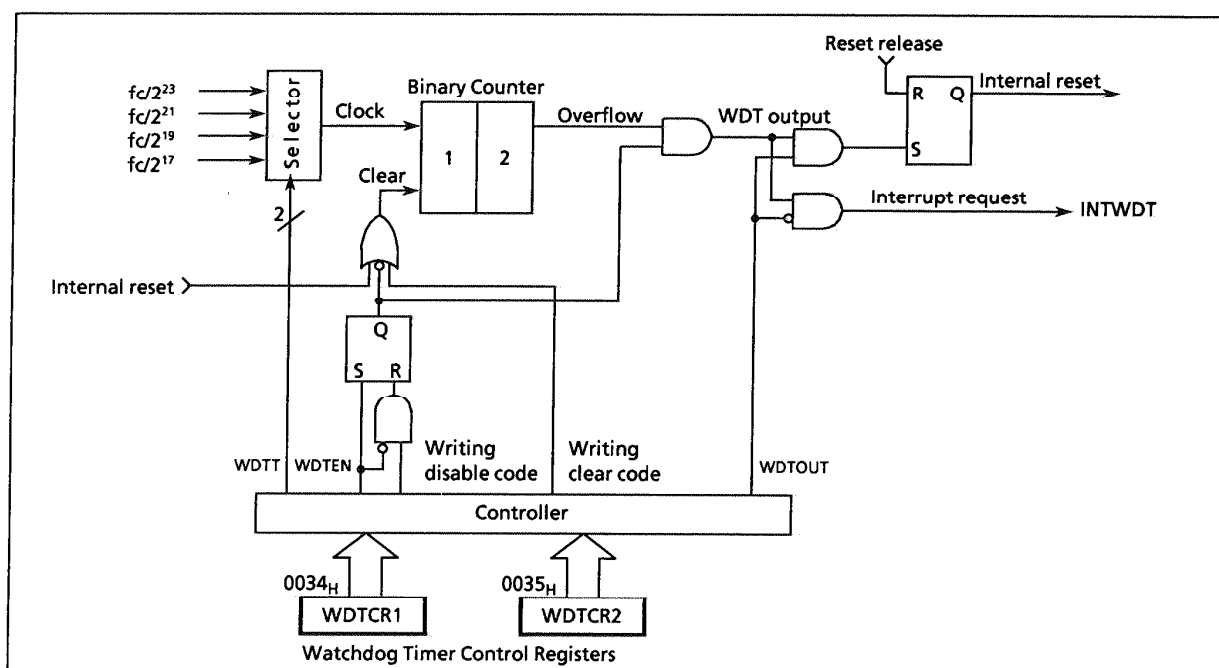 Reset release
fc/2²³
fc/2²¹
fc/2¹⁹
fc/2¹⁷
Selector
Clock
Binary Counter
1
2
Clear
Overflow
WDT output
R
Q
S
Internal reset
Interrupt request
INTWDT
2
Internal reset
Q
S
R
WDTT
WDTEN
Writing
disable code
Writing
clear code
WDTOUT
Controller
0034H
0035H
WDTCR1
WDTCR2
Watchdog Timer Control Registers